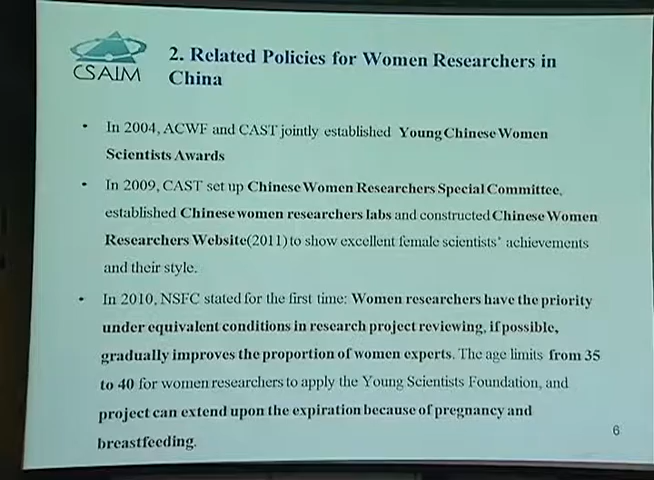 CSAIM
2. Related Policies for Women Researchers in
China
• In 2004, ACWF and CAST jointly established Young Chinese Women
Scientists Awards
• In 2009, CAST set up Chinese Women Researchers Special Committee,
established Chinese women researchers labs and constructed Chinese Women
Researchers Website(2011) to show excellent female scientists' achievements
and their style.
• In 2010, NSFC stated for the first time: Women researchers have the priority
under equivalent conditions in research project reviewing, if possible,
gradually improves the proportion of women experts. The age limits from 35
to 40 for women researchers to apply the Young Scientists Foundation, and
project can extend upon the expiration because of pregnancy and
breastfeeding.
6